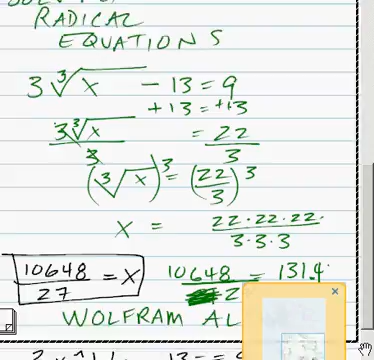 RADICAL
EQUATIONS
3∛x - 13 = 9
+13 = +13
3∛x / 3 = 22 / 3
(∛x)³ = (22/3)³
x = 22·22·22 / 3·3·3
10648/27 = x
10648 = 131.4
WOLFRAM AL